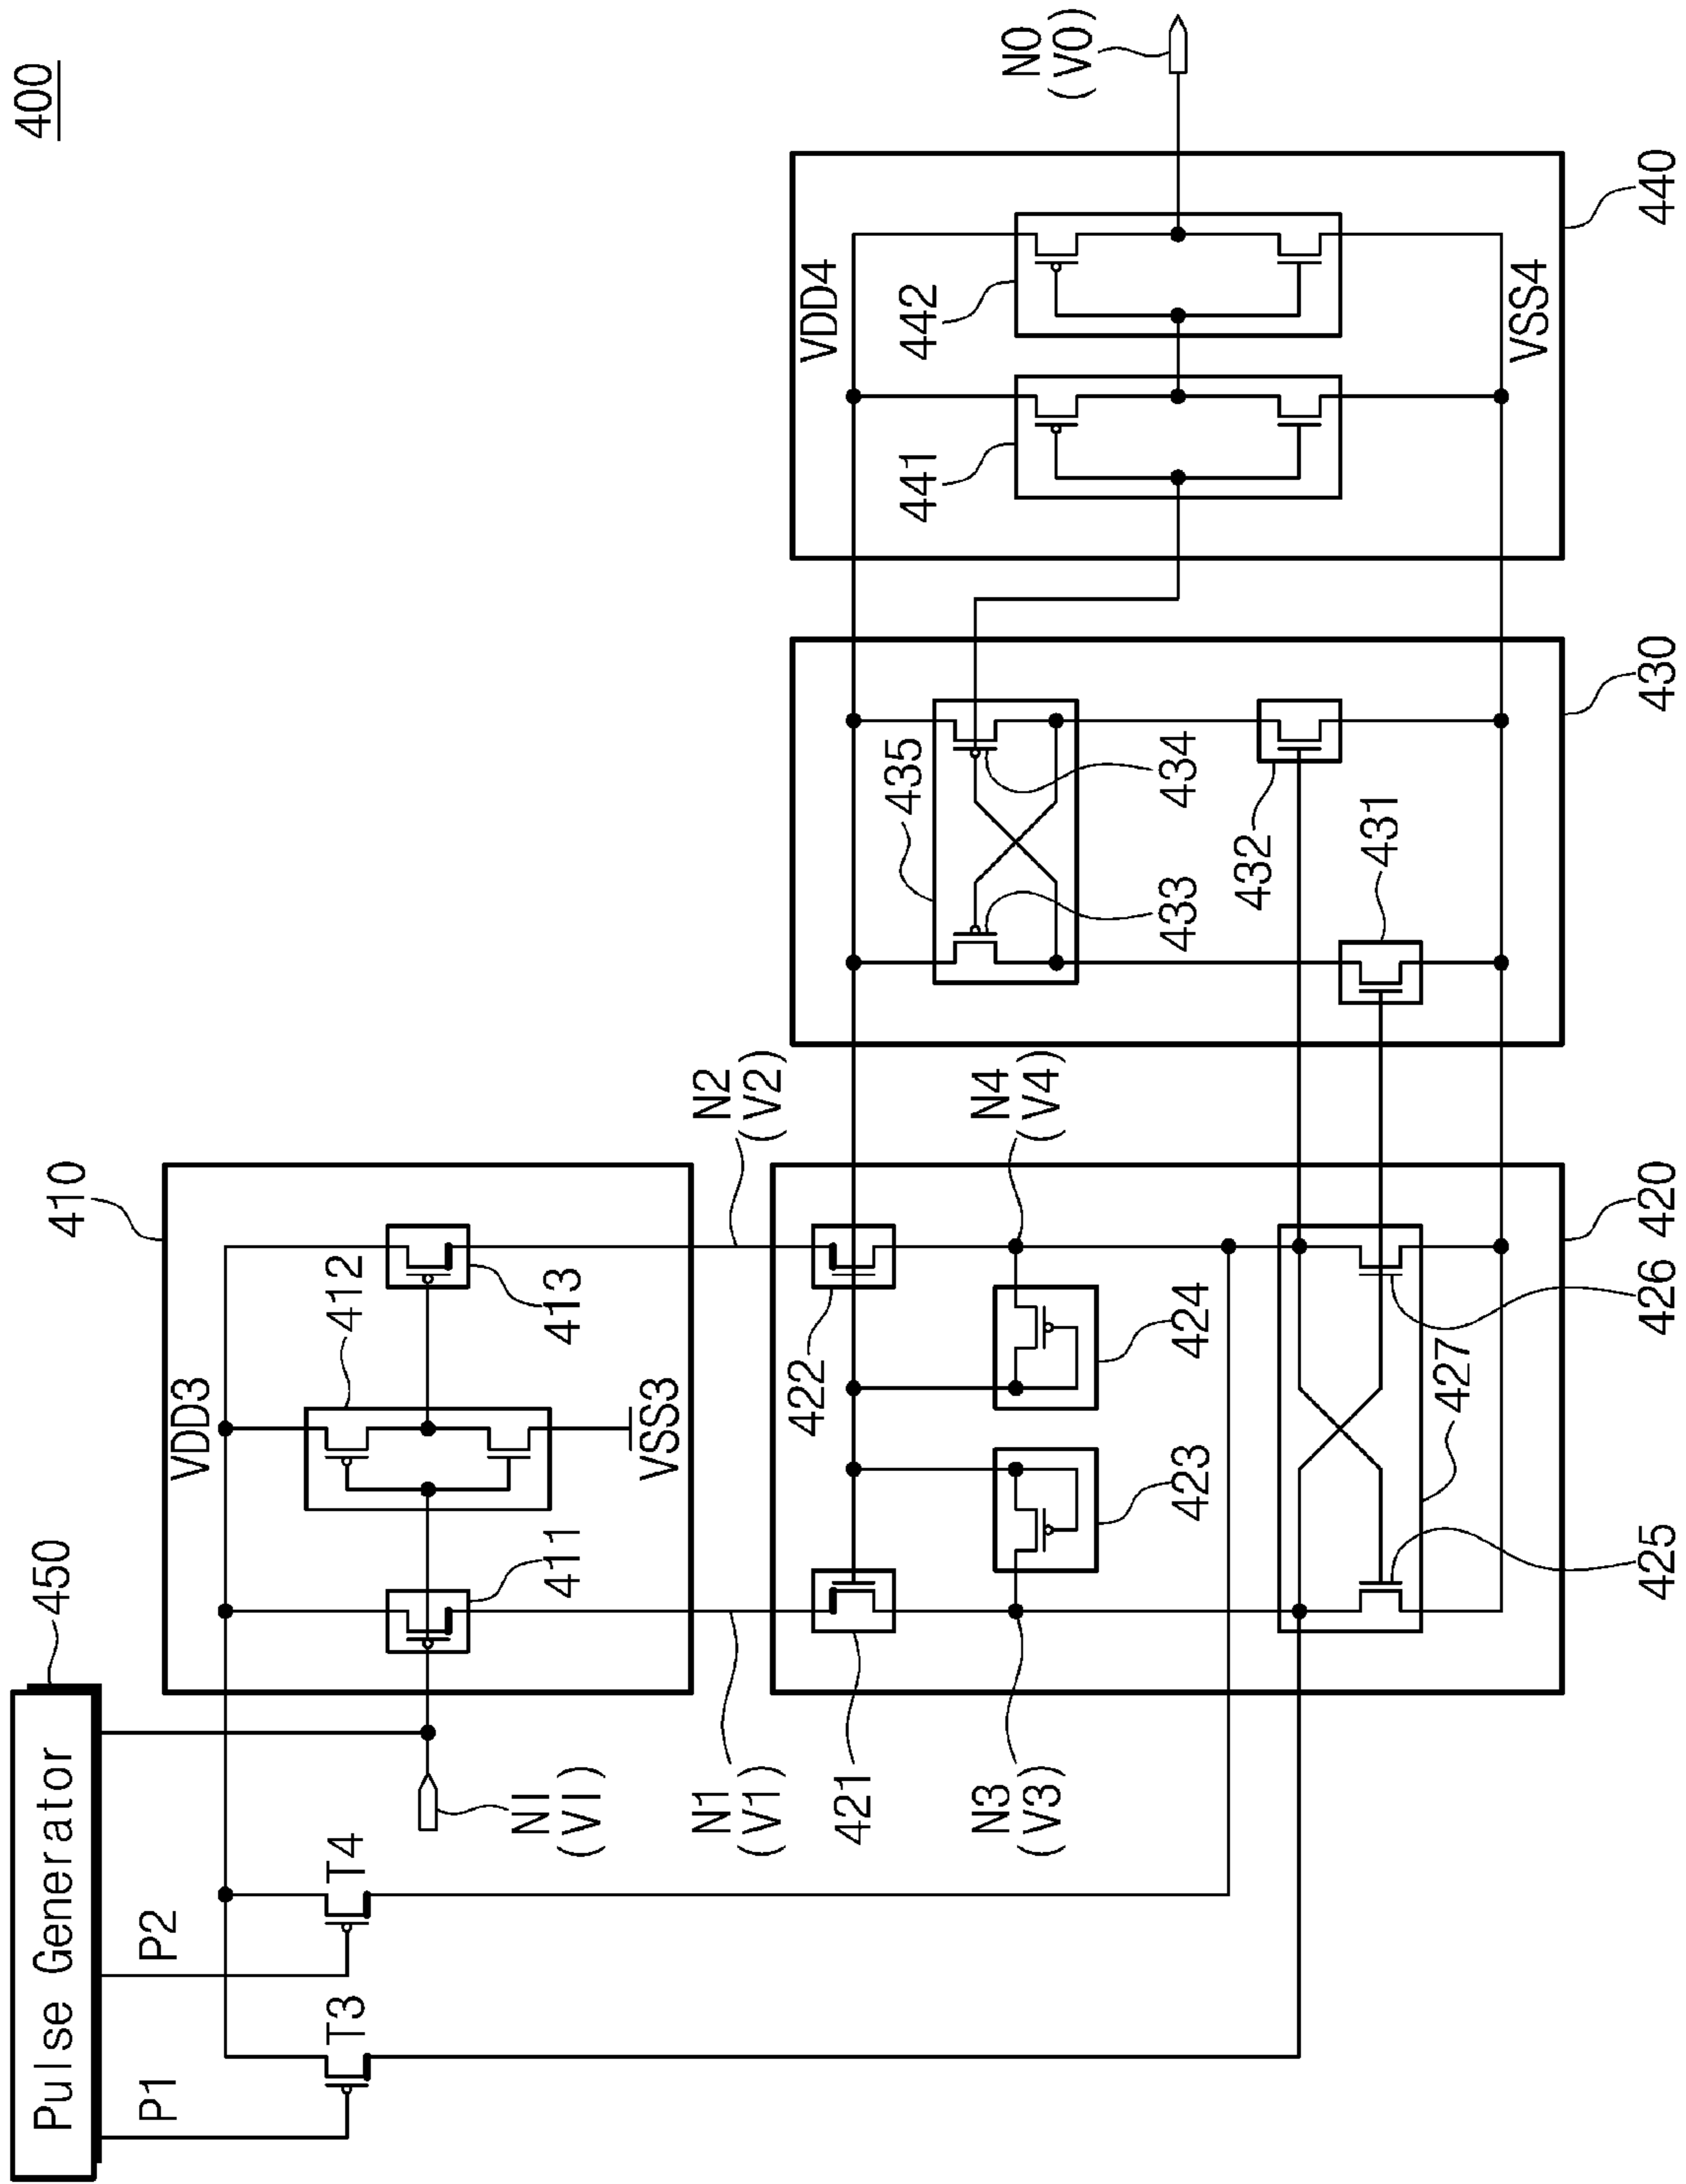 400
Pulse Generator
450
P1
P2
T3
T4
NI
(VI)
410
VDD3
411
412
413
VSS3
N1
(V1)
N2
(V2)
421
422
N3
(V3)
N4
(V4)
423
424
425
426
427
420
435
433
434
432
431
430
VDD4
441
442
VSS4
440
NO
(VO)